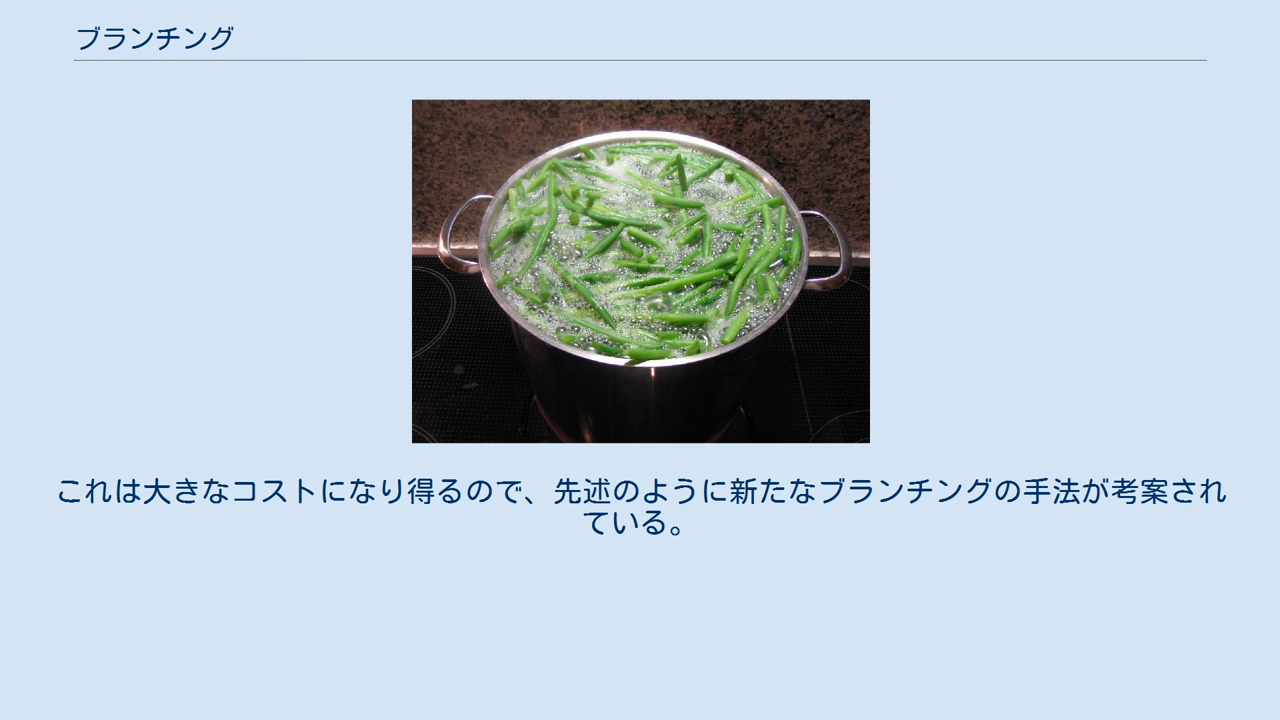 ブランチング
これは大きなコストになり得るので、先述のように新たなブランチングの手法が考案され
ている。